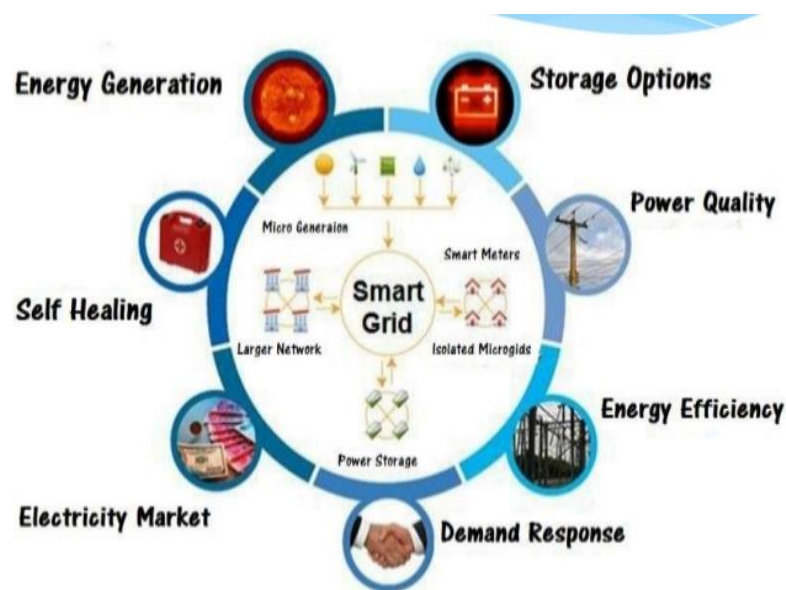 Energy Generation
Storage Options
Power Quality
Micro Generaion
Smart Meters
Smart
Grid
Self Healing
Larger Network
Isolated Microgids
Energy Efficiency
Power Storage
Electricity Market
Demand Response